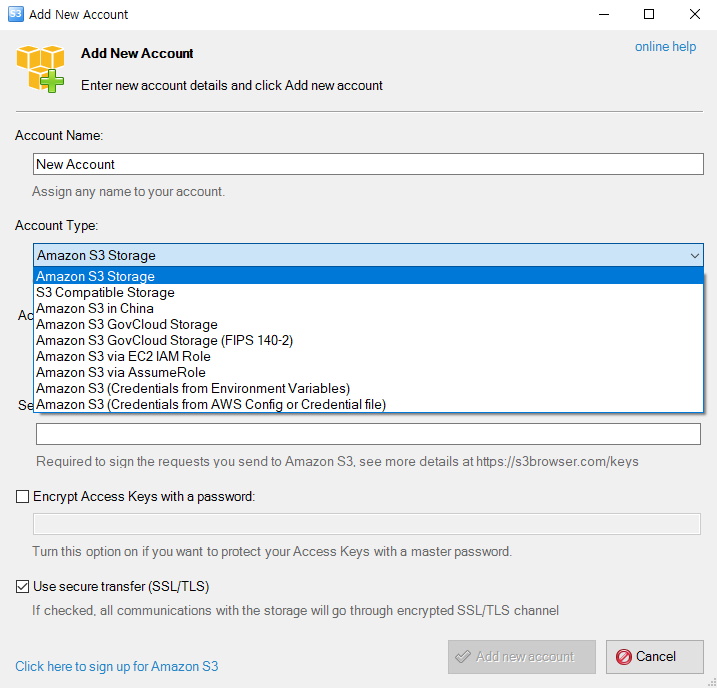 S3 Add New Account
Add New Account
online help
Enter new account details and click Add new account
Account Name:
New Account
Assign any name to your account.
Account Type:
Amazon S3 Storage
Amazon S3 Storage
S3 Compatible Storage
Amazon S3 in China
Ac
Amazon S3 GovCloud Storage
Amazon S3 GovCloud Storage (FIPS 140-2)
Amazon S3 via EC2 IAM Role
Amazon S3 via AssumeRole
Amazon S3 (Credentials from Environment Variables)
Se
Amazon S3 (Credentials from AWS Config or Credential file)
Required to sign the requests you send to Amazon S3, see more details at https://s3browser.com/keys
Encrypt Access Keys with a password:
Turn this option on if you want to protect your Access Keys with a master password.
Use secure transfer (SSL/TLS)
If checked, all communications with the storage will go through encrypted SSL/TLS channel
Click here to sign up for Amazon S3
Add new account
Cancel